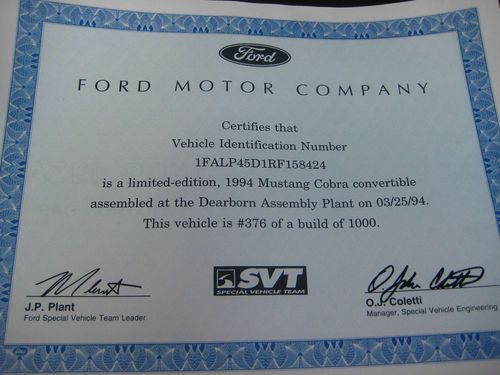 Ford
FORD MOTOR COMPANY
Certifies that
Vehicle Identification Number
1FALP45D1RF158424
is a limited-edition, 1994 Mustang Cobra convertible
assembled at the Dearborn Assembly Plant on 03/25/94.
This vehicle is #376 of a build of 1000.
SVT
SPECIAL VEHICLE TEAM
J.P. Plant
Ford Special Vehicle Team Leader
O.J. Coletti
Manager, Special Vehicle Engineering